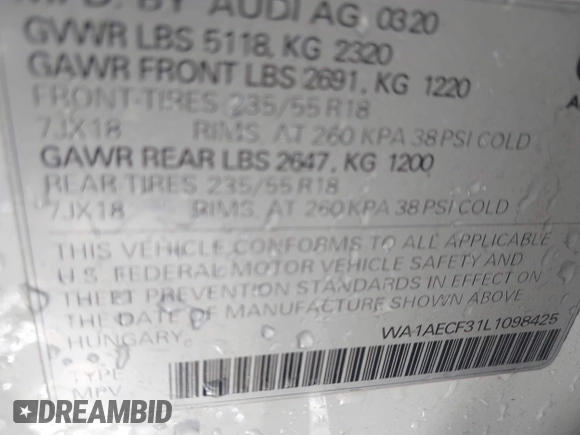 MFD. BY AUDI AG 0320
GVWR LBS 5118, KG 2320
GAWR FRONT LBS 2691, KG 1220
FRONT-TIRES 235/55 R18
7JX18 RIMS AT 260 KPA 38 PSI COLD
GAWR REAR LBS 2647, KG 1200
REAR-TIRES 235/55 R18
7JX18 RIMS AT 260 KPA 38 PSI COLD
THIS VEHICLE CONFORMS TO ALL APPLICABLE
U.S. FEDERAL MOTOR VEHICLE SAFETY AND
THEFT PREVENTION STANDARDS IN EFFECT ON
THE DATE OF MANUFACTURE SHOWN ABOVE
HUNGARY
WA1AECF31L1098425
TYPE
MPV
DREAMBID